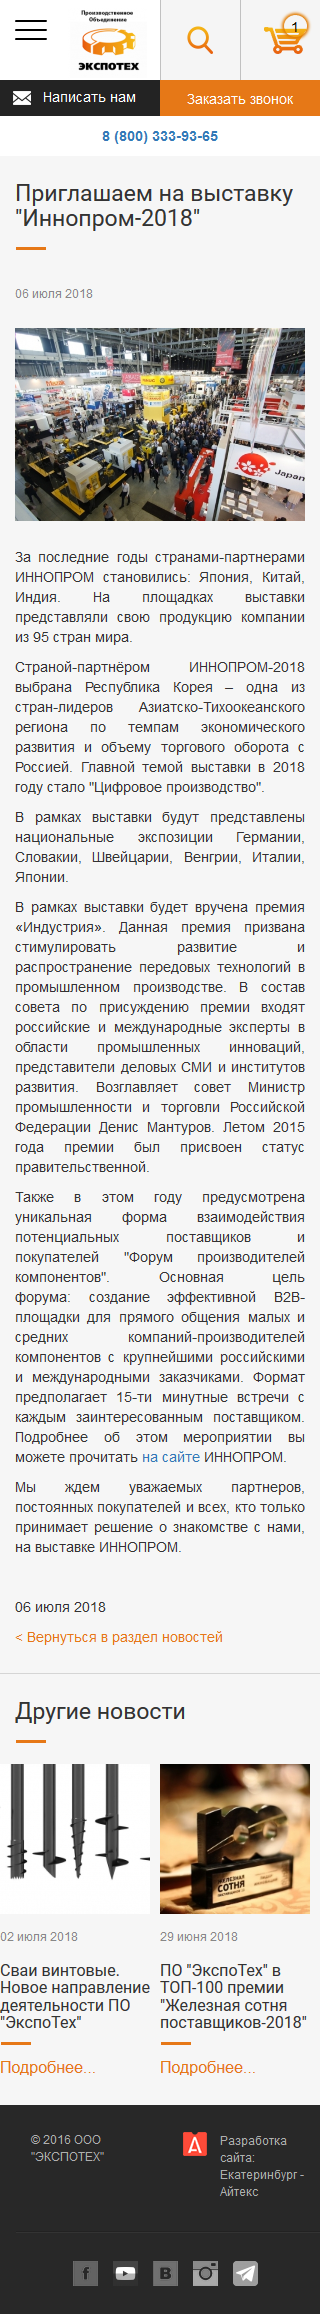 Производственное
Объединение
ЭКСПОТЕХ
1
Написать нам
Заказать звонок
8 (800) 333-93-65
Приглашаем на выставку
"Иннопром-2018"
06 июля 2018
Japan
За последние годы странами-партнерами
ИННОПРОМ становились: Япония, Китай,
Индия. На площадках выставки
представляли свою продукцию компании
из 95 стран мира.
Страной-партнёром ИННОПРОМ-2018
выбрана Республика Корея – одна из
стран-лидеров Азиатско-Тихоокеанского
региона по темпам экономического
развития и объему торгового оборота с
Россией. Главной темой выставки в 2018
году стало "Цифровое производство".
В рамках выставки будут представлены
национальные экспозиции Германии,
Словакии, Швейцарии, Венгрии, Италии,
Японии.
В рамках выставки будет вручена премия
«Индустрия». Данная премия призвана
стимулировать развитие и
распространение передовых технологий в
промышленном производстве. В состав
совета по присуждению премии входят
российские и международные эксперты в
области промышленных инноваций,
представители деловых СМИ и институтов
развития. Возглавляет совет Министр
промышленности и торговли Российской
Федерации Денис Мантуров. Летом 2015
года премии был присвоен статус
правительственной.
Также в этом году предусмотрена
уникальная форма взаимодействия
потенциальных поставщиков и
покупателей "Форум производителей
компонентов". Основная цель
форума: создание эффективной B2B-
площадки для прямого общения малых и
средних компаний-производителей
компонентов с крупнейшими российскими
и международными заказчиками. Формат
предполагает 15-ти минутные встречи с
каждым заинтересованным поставщиком.
Подробнее об этом мероприятии вы
можете прочитать на сайте ИННОПРОМ.
Мы ждем уважаемых партнеров,
постоянных покупателей и всех, кто только
принимает решение о знакомстве с нами,
на выставке ИННОПРОМ.
06 июля 2018
< Вернуться в раздел новостей
Другие новости
ЖЕЛЕЗНАЯ
СОТНЯ
02 июля 2018
Сваи винтовые.
Новое направление
деятельности ПО
"ЭкспоТех"
Подробнее...
29 июня 2018
ПО "ЭкспоТех" в
ТОП-100 премии
"Железная сотня
поставщиков-2018"
Подробнее...
© 2016 ООО
"ЭКСПОТЕХ"
Разработка
сайта:
Екатеринбург -
Айтекс